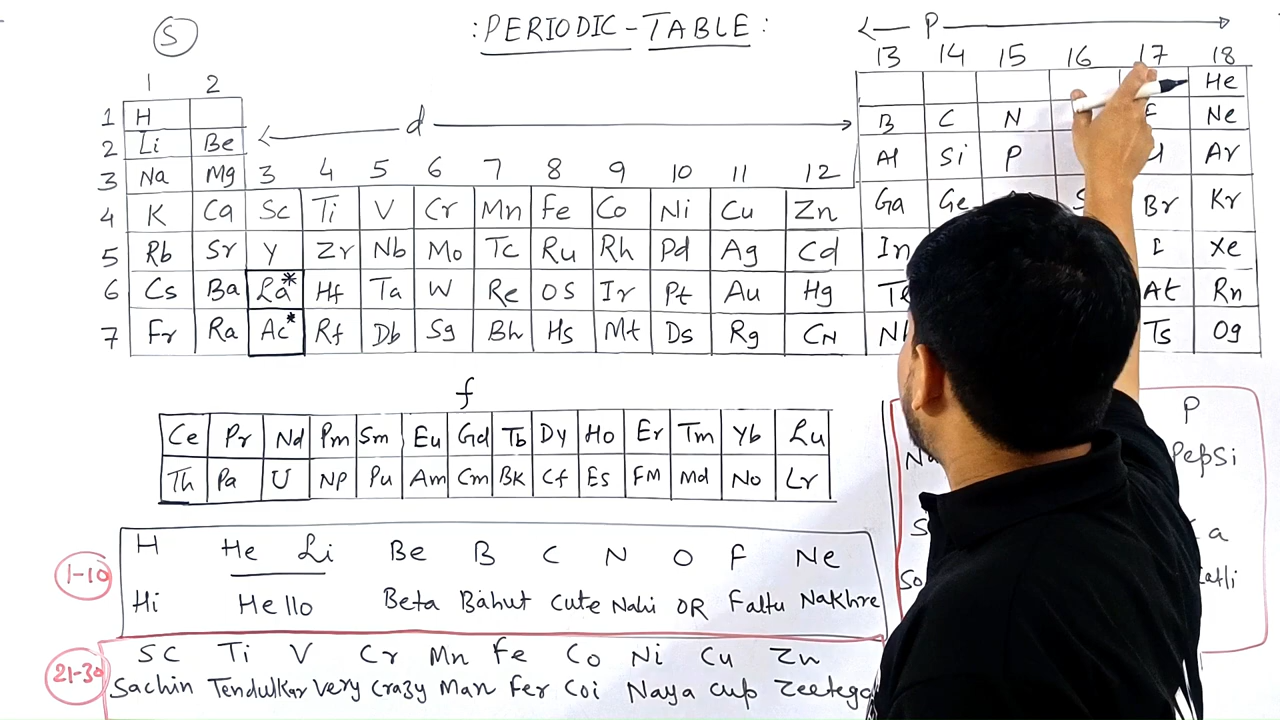 S
: PERIODIC - TABLE :
P
13 14 15 16 17 18
1 2
1 H He
d
2 Li Be B C N Ne
3 Na Mg 3 4 5 6 7 8 9 10 11 12 Al Si P Ar
4 K Ca Sc Ti V Cr Mn Fe Co Ni Cu Zn Ga Ge Br Kr
5 Rb Sr Y Zr Nb Mo Tc Ru Rh Pd Ag Cd In I Xe
6 Cs Ba La* Hf Ta W Re OS Ir Pt Au Hg At Rn
7 Fr Ra Ac* Rf Db Sg Bh Hs Mt Ds Rg CN Ts Og
f
Ce Pr Nd Pm Sm Eu Gd Tb Dy Ho Er Tm Yb Lu
Th Pa U NP Pu Am Cm BK Cf Es FM Md No Lr
P
PepSi
1-10
H He Li Be B C N O F Ne
Hi Hello Beta Bahut Cute Nahi OR Faltu Nakhre
21-30
SC Ti V Cr Mn Fe Co Ni Cu Zn
Sachin Tendulkar Very Crazy Man Fer Coi Naya Cup